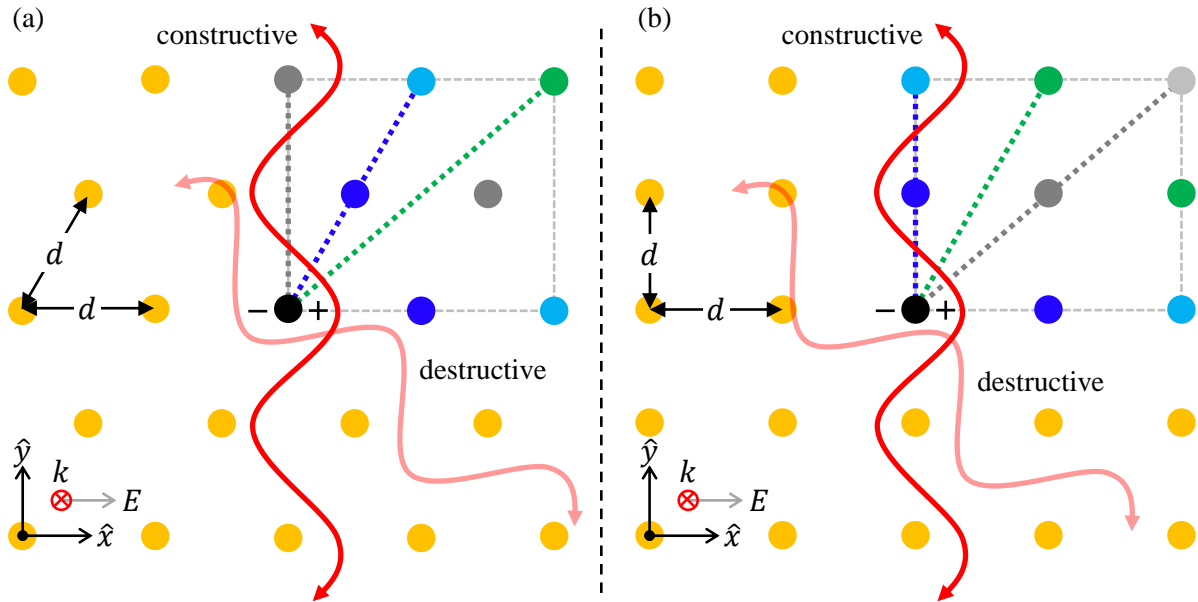 (a)
constructive
d
d
− +
destructive
ŷ
k
E
x̂
(b)
constructive
d
d
− +
destructive
ŷ
k
E
x̂